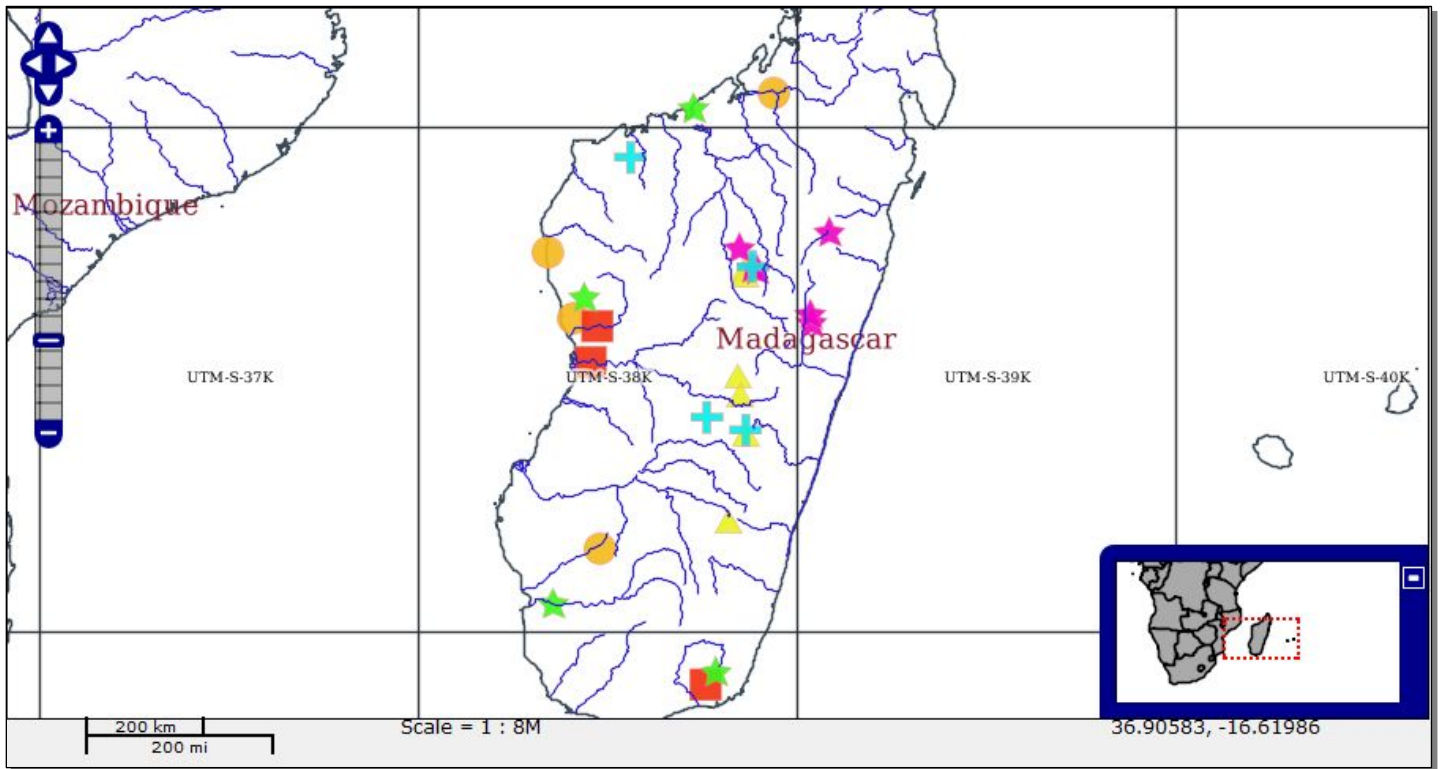 Mozambique
Madagascar
UTM-S-37K
UTM-S-38K
UTM-S-39K
UTM-S-40K
200 km
200 mi
Scale = 1 : 8M
36.90583, -16.61986